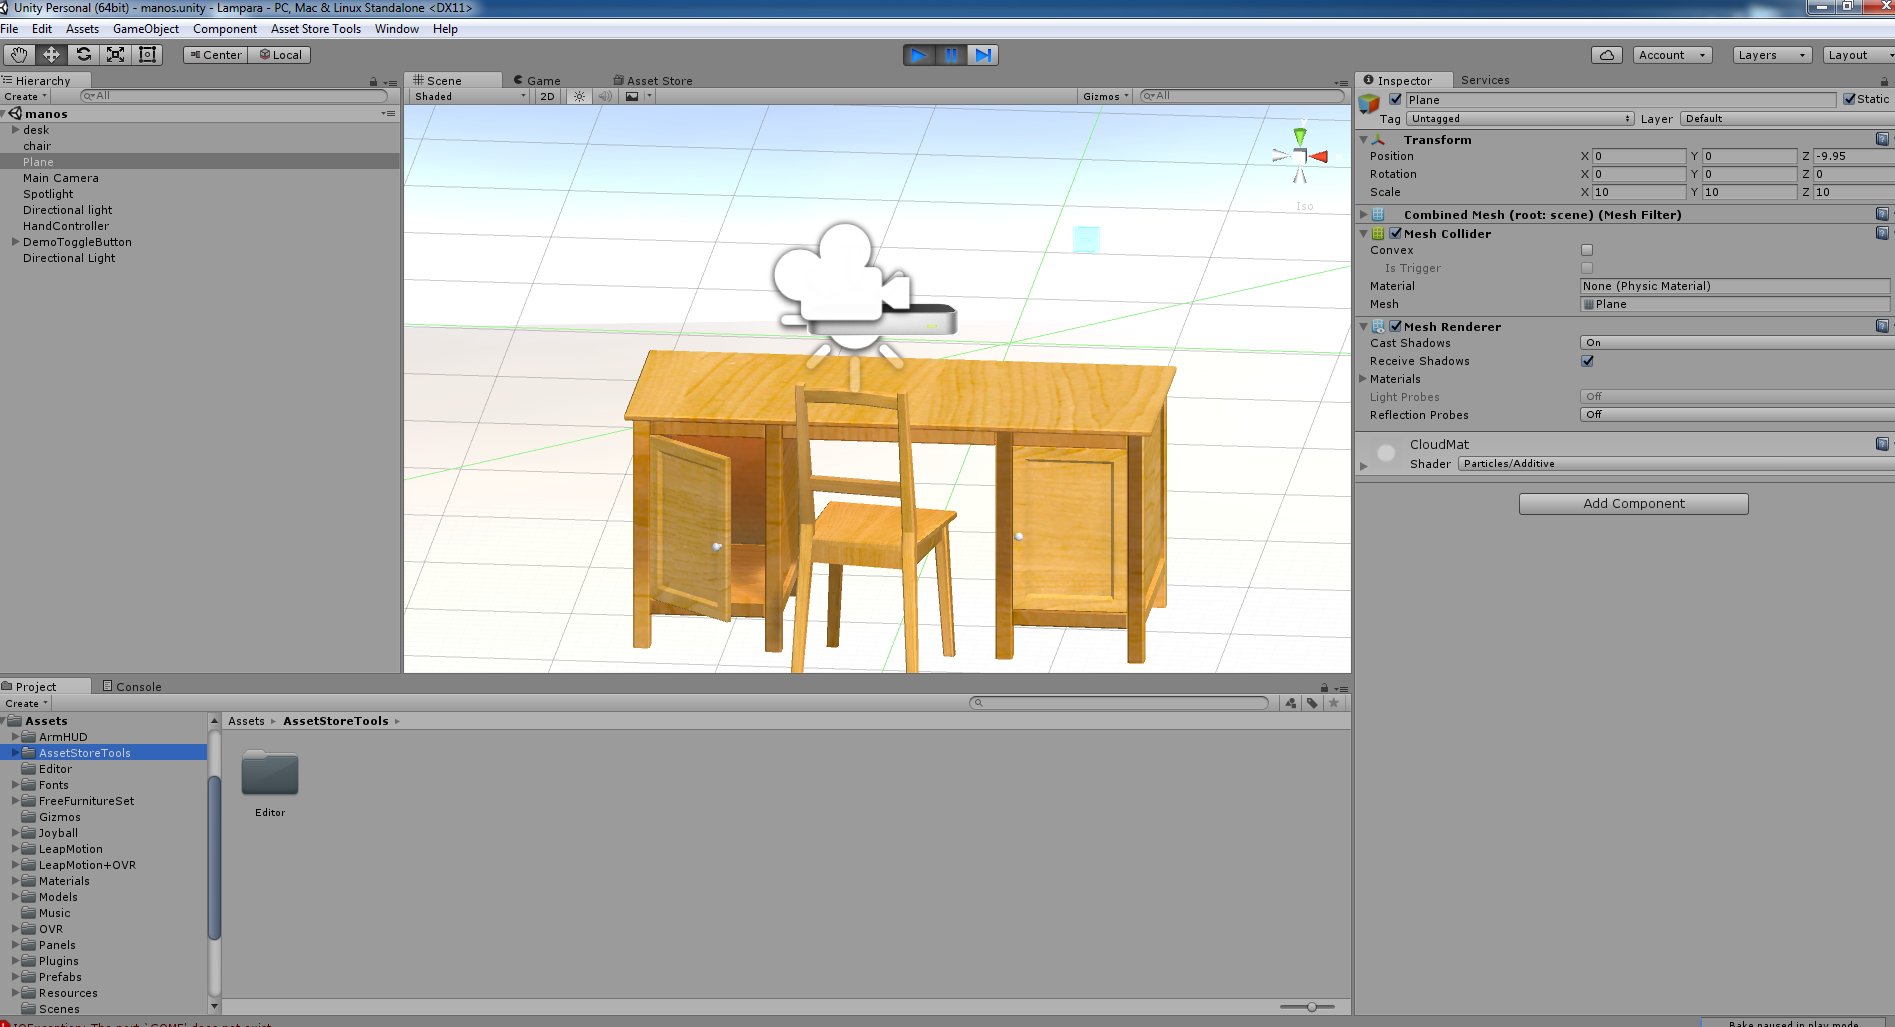 Unity Personal (64bit) - manos.unity - Lampara - PC, Mac & Linux Standalone <DX11>
File Edit Assets GameObject Component Asset Store Tools Window Help
Center Local Account Layers Layout
Hierarchy
Create All
manos
desk
chair
Plane
Main Camera
Spotlight
Directional light
HandController
DemoToggleButton
Directional Light
Scene Game Asset Store
Shaded 2D Gizmos All
Iso
Inspector Services
Plane Static
Tag Untagged Layer Default
Transform
Position X 0 Y 0 Z -9.95
Rotation X 0 Y 0 Z 0
Scale X 10 Y 10 Z 10
Combined Mesh (root: scene) (Mesh Filter)
Mesh Collider
Convex
Is Trigger
Material None (Physic Material)
Mesh Plane
Mesh Renderer
Cast Shadows On
Receive Shadows
Materials
Light Probes Off
Reflection Probes Off
CloudMat
Shader Particles/Additive
Add Component
Project Console
Create
Assets
ArmHUD
AssetStoreTools
Editor
Fonts
FreeFurnitureSet
Gizmos
Joyball
LeapMotion
LeapMotion+OVR
Materials
Models
Music
OVR
Panels
Plugins
Prefabs
Resources
Scenes
Assets AssetStoreTools
Editor
IOException: The port `COM6' does not exist.
Bake paused in play mode